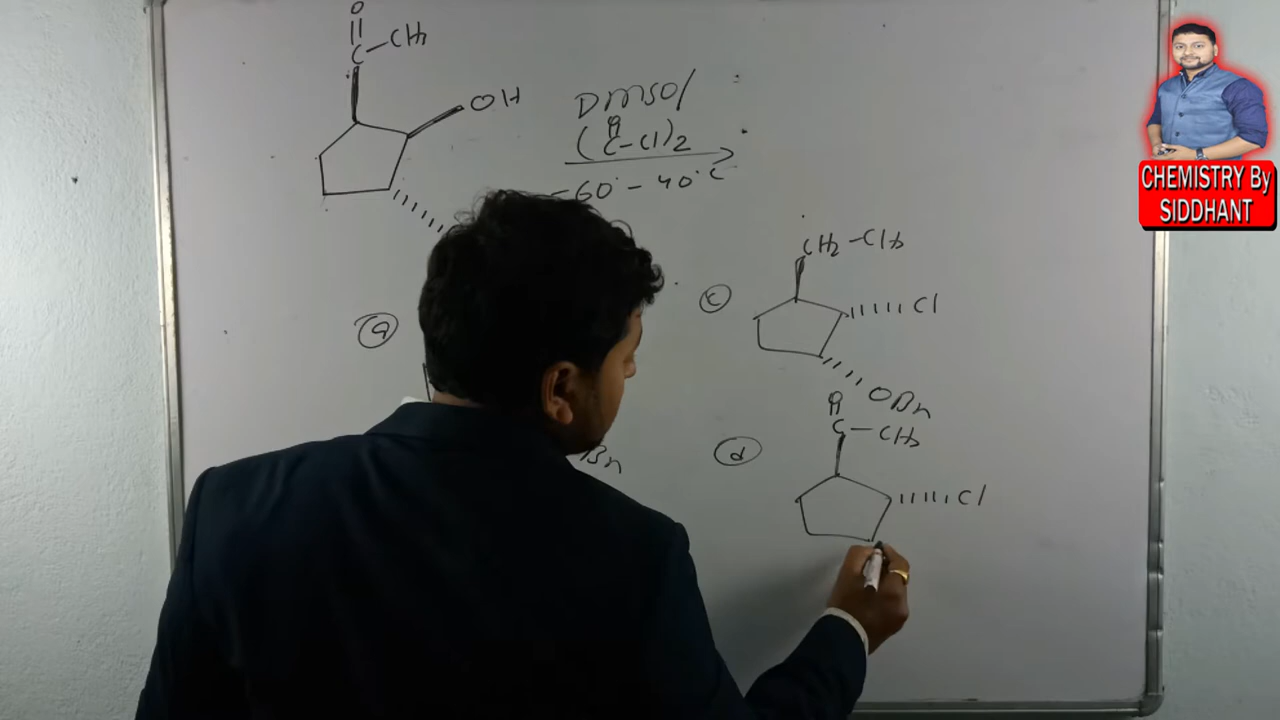 O
C-CH3
OH
DMSO/
(C-Cl)2
O
-60°-40°C
a
Bn
c
CH2-CH3
Cl
OBn
d
O
C-CH3
Cl
CHEMISTRY By
SIDDHANT